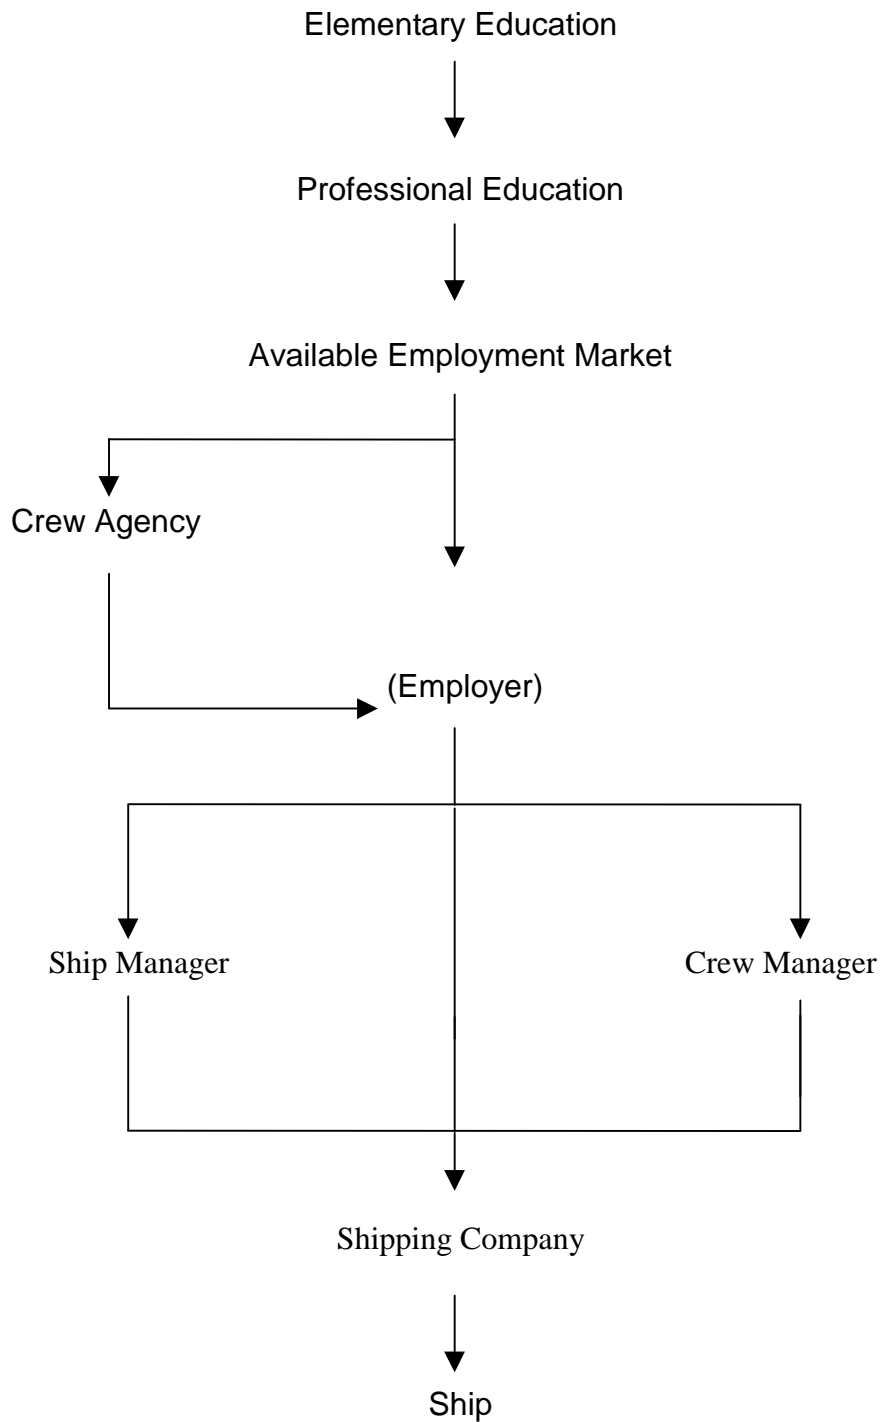 Elementary Education
Professional Education
Available Employment Market
Crew Agency
(Employer)
Ship Manager
Crew Manager
Shipping Company
Ship